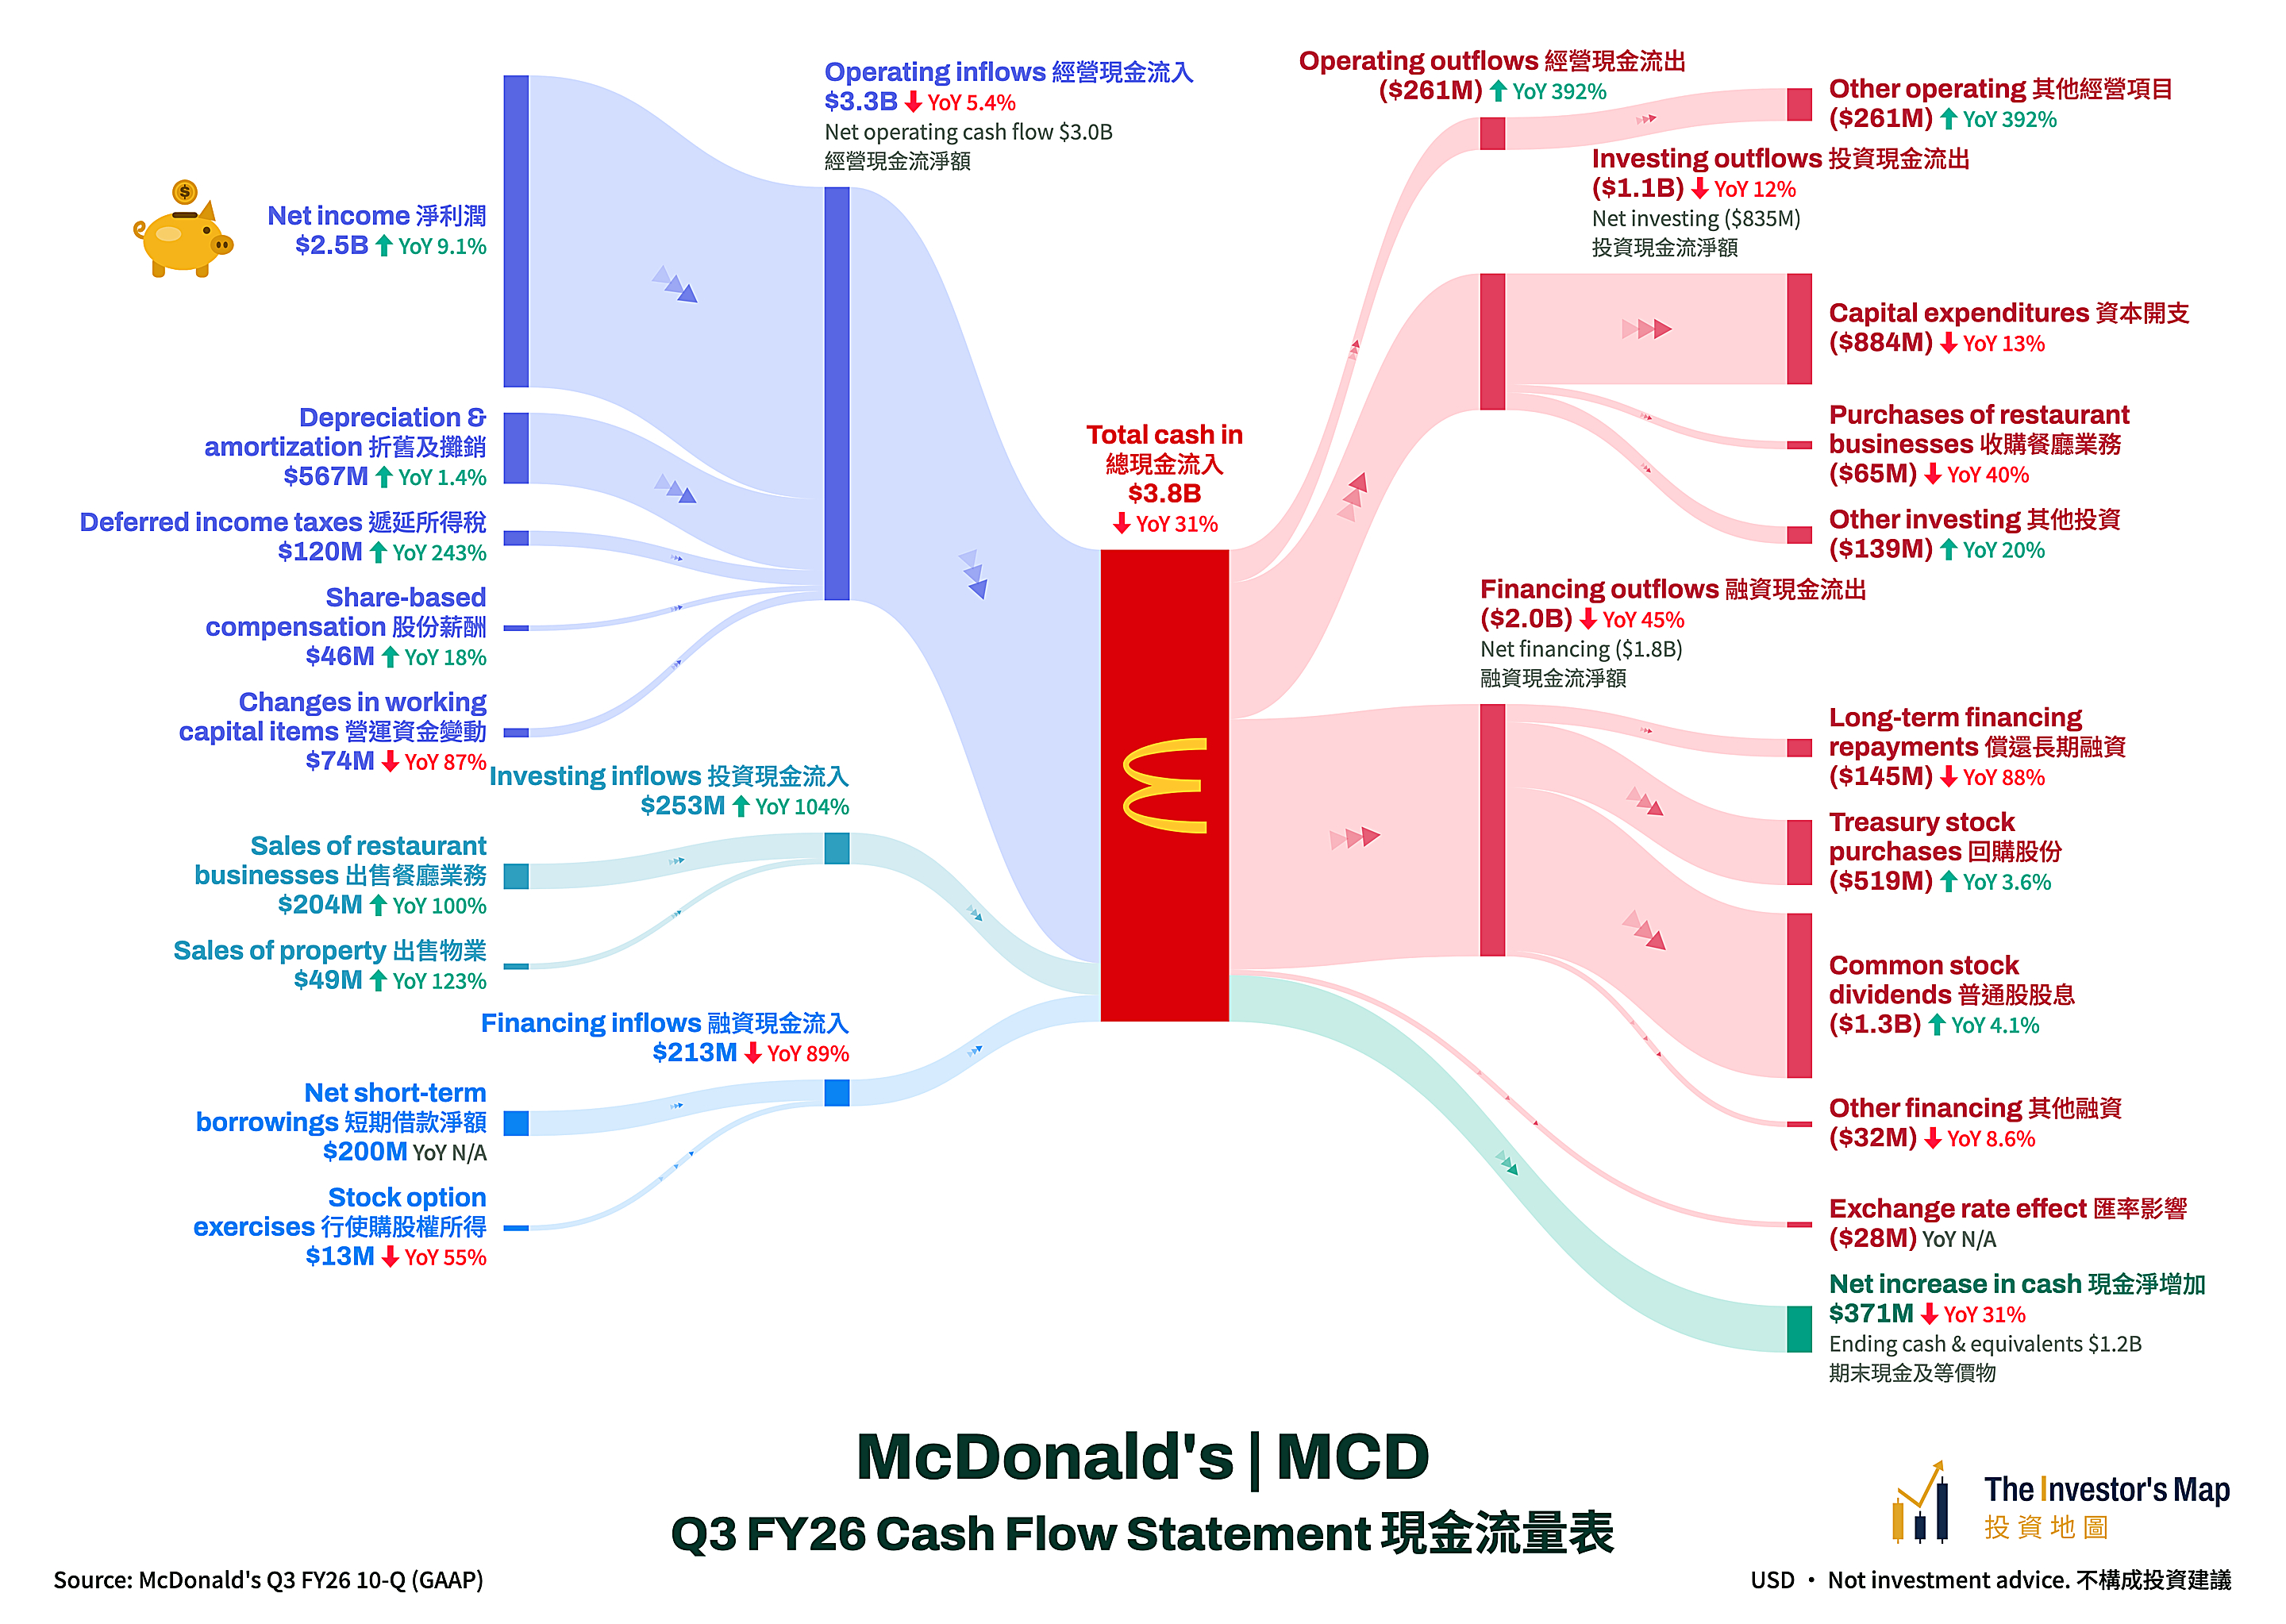 Net income 淨利潤
$2.5B YoY 9.1%
Depreciation &
amortization 折舊及攤銷
$567M YoY 1.4%
Deferred income taxes 遞延所得稅
$120M YoY 243%
Share-based
compensation 股份薪酬
$46M YoY 18%
Changes in working
capital items 營運資金變動
$74M YoY 87%
Sales of restaurant
businesses 出售餐廳業務
$204M YoY 100%
Sales of property 出售物業
$49M YoY 123%
Net short-term
borrowings 短期借款淨額
$200M YoY N/A
Stock option
exercises 行使購股權所得
$13M YoY 55%
Operating inflows 經營現金流入
$3.3B YoY 5.4%
Net operating cash flow $3.0B
經營現金流淨額
Investing inflows 投資現金流入
$253M YoY 104%
Financing inflows 融資現金流入
$213M YoY 89%
Total cash in
總現金流入
$3.8B
YoY 31%
Operating outflows 經營現金流出
($261M) YoY 392%
Investing outflows 投資現金流出
($1.1B) YoY 12%
Net investing ($835M)
投資現金流淨額
Financing outflows 融資現金流出
($2.0B) YoY 45%
Net financing ($1.8B)
融資現金流淨額
Other operating 其他經營項目
($261M) YoY 392%
Capital expenditures 資本開支
($884M) YoY 13%
Purchases of restaurant
businesses 收購餐廳業務
($65M) YoY 40%
Other investing 其他投資
($139M) YoY 20%
Long-term financing
repayments 償還長期融資
($145M) YoY 88%
Treasury stock
purchases 回購股份
($519M) YoY 3.6%
Common stock
dividends 普通股股息
($1.3B) YoY 4.1%
Other financing 其他融資
($32M) YoY 8.6%
Exchange rate effect 匯率影響
($28M) YoY N/A
Net increase in cash 現金淨增加
$371M YoY 31%
Ending cash & equivalents $1.2B
期末現金及等價物
McDonald's | MCD
Q3 FY26 Cash Flow Statement 現金流量表
The Investor's Map
投資地圖
Source: McDonald's Q3 FY26 10-Q (GAAP)
USD • Not investment advice. 不構成投資建議